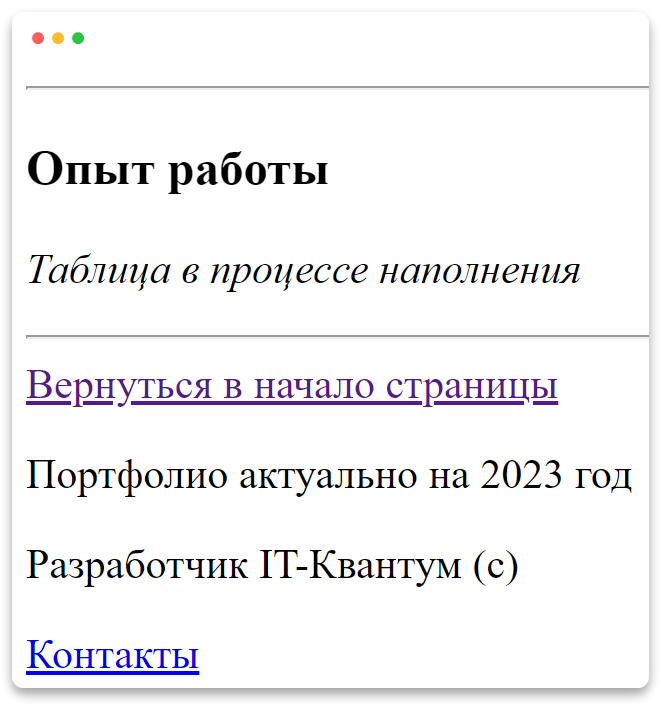 Опыт работы
Таблица в процессе наполнения
Вернуться в начало страницы
Портфолио актуально на 2023 год
Разработчик IT-Квантум (c)
Контакты